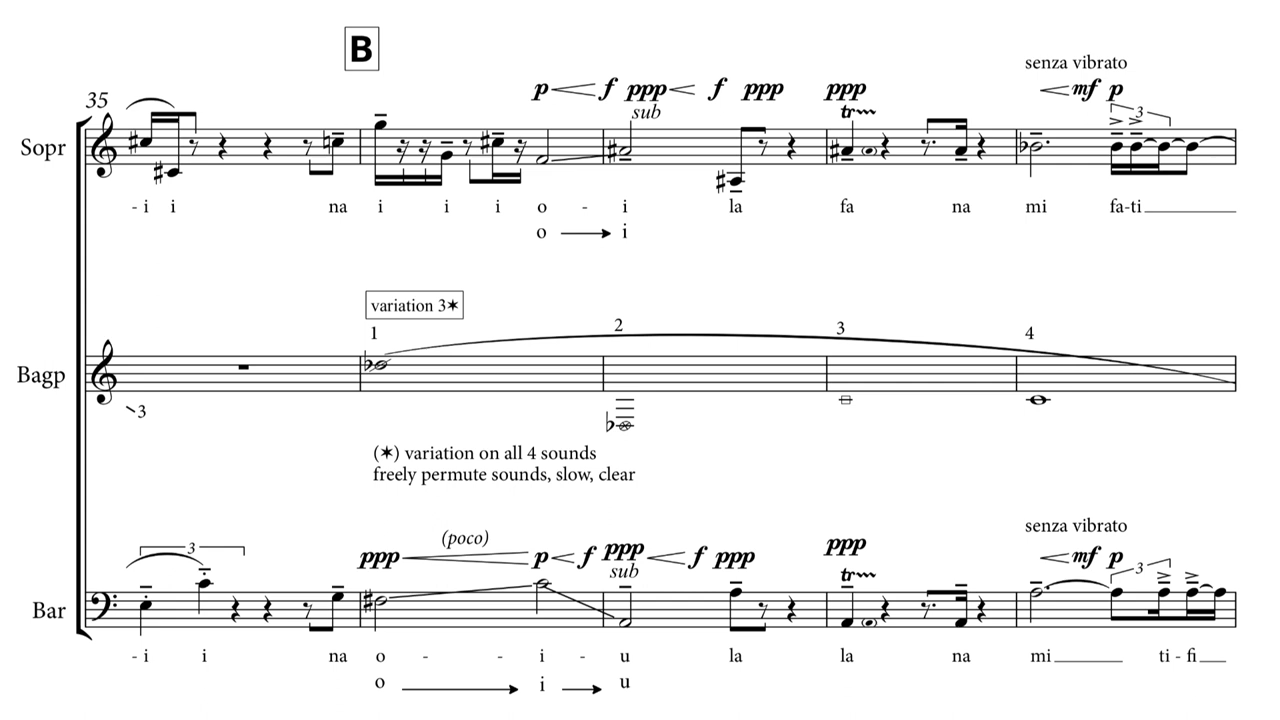 B
senza vibrato
35
p f ppp f ppp ppp mf p
sub tr 3
Sopr
- i i na i i i o - i la fa na mi fa-ti
o i
variation 3✶
1 2 3 4
Bagp
3
(✶) variation on all 4 sounds
freely permute sounds, slow, clear
senza vibrato
(poco)
3 ppp p f ppp f ppp ppp mf p
sub tr 3
Bar
- i i na o - - i - u la la na mi ti - fi
o i u